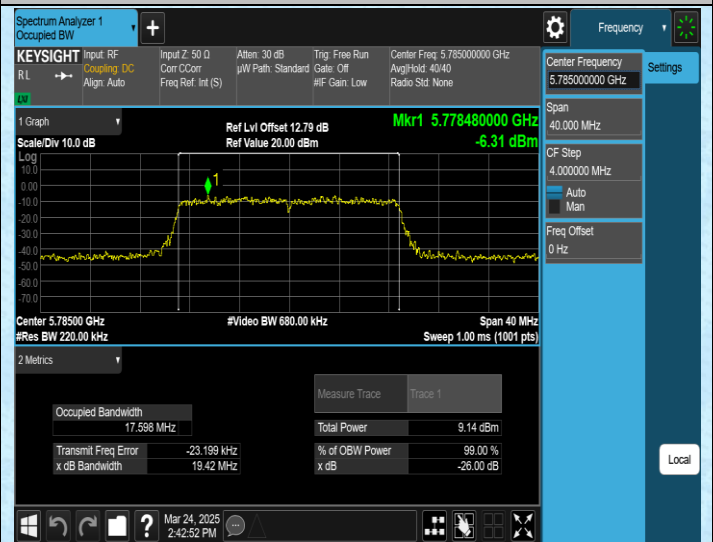 Spectrum Analyzer 1
Occupied BW
+
Frequency
KEYSIGHT
RL
LXI
Input: RF
Coupling: DC
Align: Auto
Input Z: 50 Ω
Corr CCorr
Freq Ref: Int (S)
Atten: 30 dB
µW Path: Standard
Trig: Free Run
Gate: Off
#IF Gain: Low
Center Freq: 5.785000000 GHz
Avg|Hold: 40/40
Radio Std: None
Center Frequency
5.785000000 GHz
Settings
Span
40.000 MHz
CF Step
4.000000 MHz
Auto
Man
Freq Offset
0 Hz
Local
1 Graph
Scale/Div 10.0 dB
Ref Lvl Offset 12.79 dB
Ref Value 20.00 dBm
Mkr1 5.778480000 GHz
-6.31 dBm
Log
10.0
0.00
-10.0
-20.0
-30.0
-40.0
-50.0
-60.0
-70.0
1
Center 5.78500 GHz
#Res BW 220.00 kHz
#Video BW 680.00 kHz
Span 40 MHz
Sweep 1.00 ms (1001 pts)
2 Metrics
Measure Trace
Trace 1
Occupied Bandwidth
17.598 MHz
Total Power
9.14 dBm
Transmit Freq Error
-23.199 kHz
% of OBW Power
99.00 %
x dB Bandwidth
19.42 MHz
x dB
-26.00 dB
?
Mar 24, 2025
2:42:52 PM